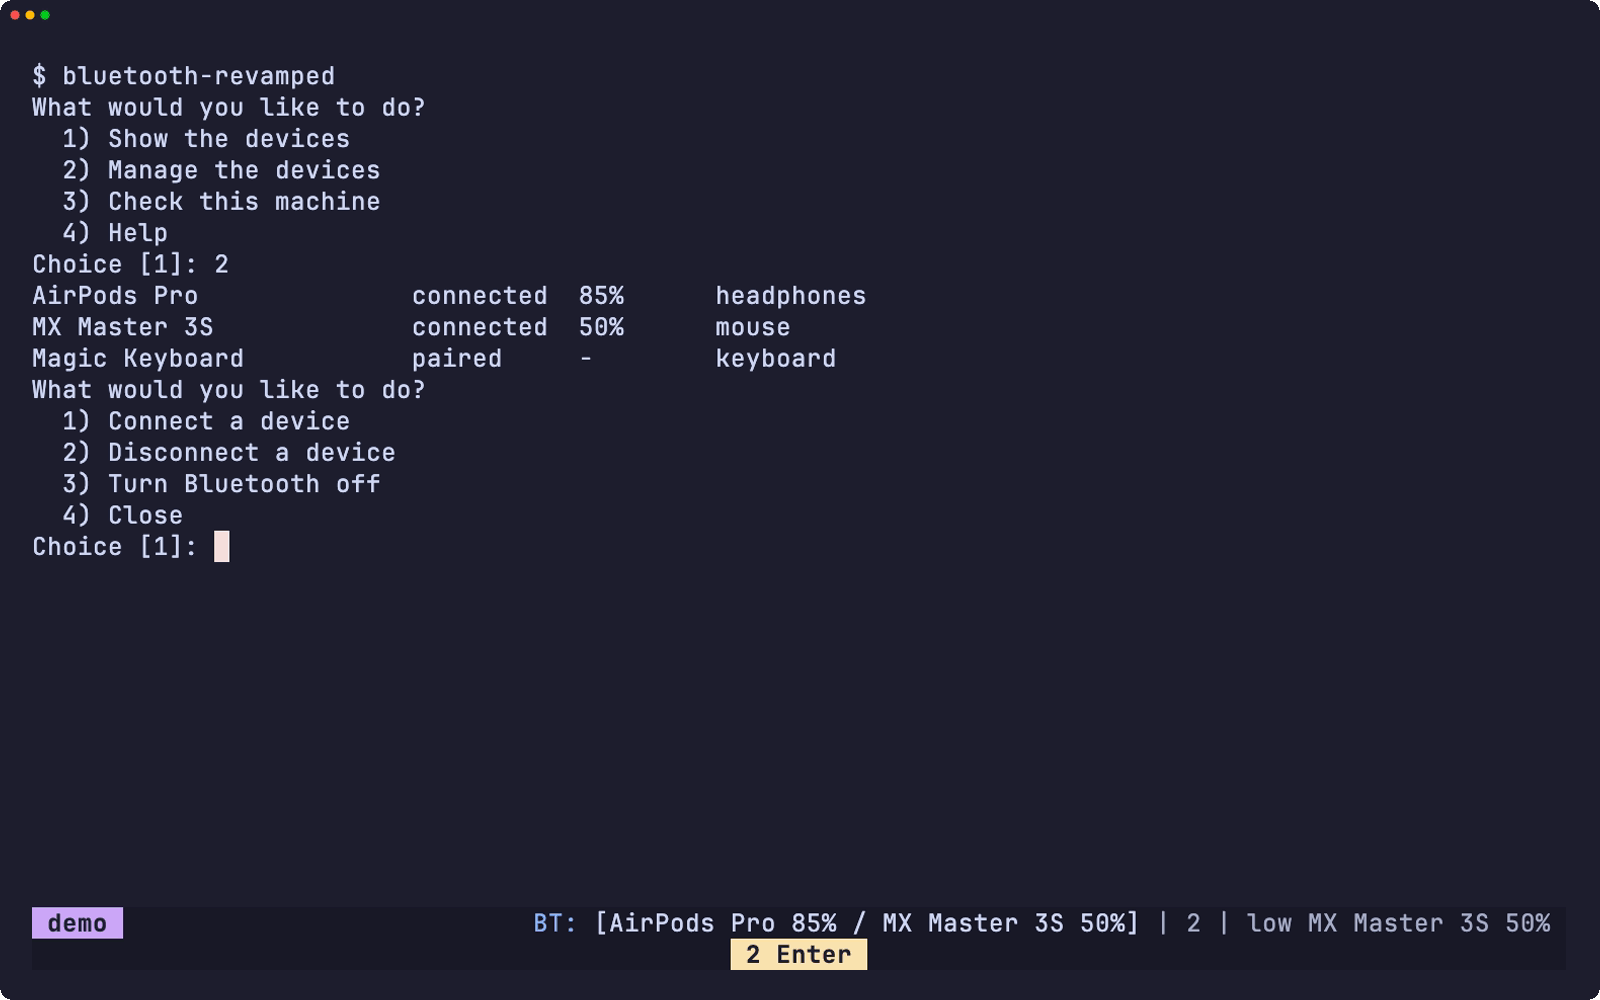 $ bluetooth-revamped
What would you like to do?
  1) Show the devices
  2) Manage the devices
  3) Check this machine
  4) Help
Choice [1]: 2
AirPods Pro              connected  85%      headphones
MX Master 3S             connected  50%      mouse
Magic Keyboard           paired     -        keyboard
What would you like to do?
  1) Connect a device
  2) Disconnect a device
  3) Turn Bluetooth off
  4) Close
Choice [1]:
demo BT: [AirPods Pro 85% / MX Master 3S 50%] | 2 | low MX Master 3S 50%
2 Enter